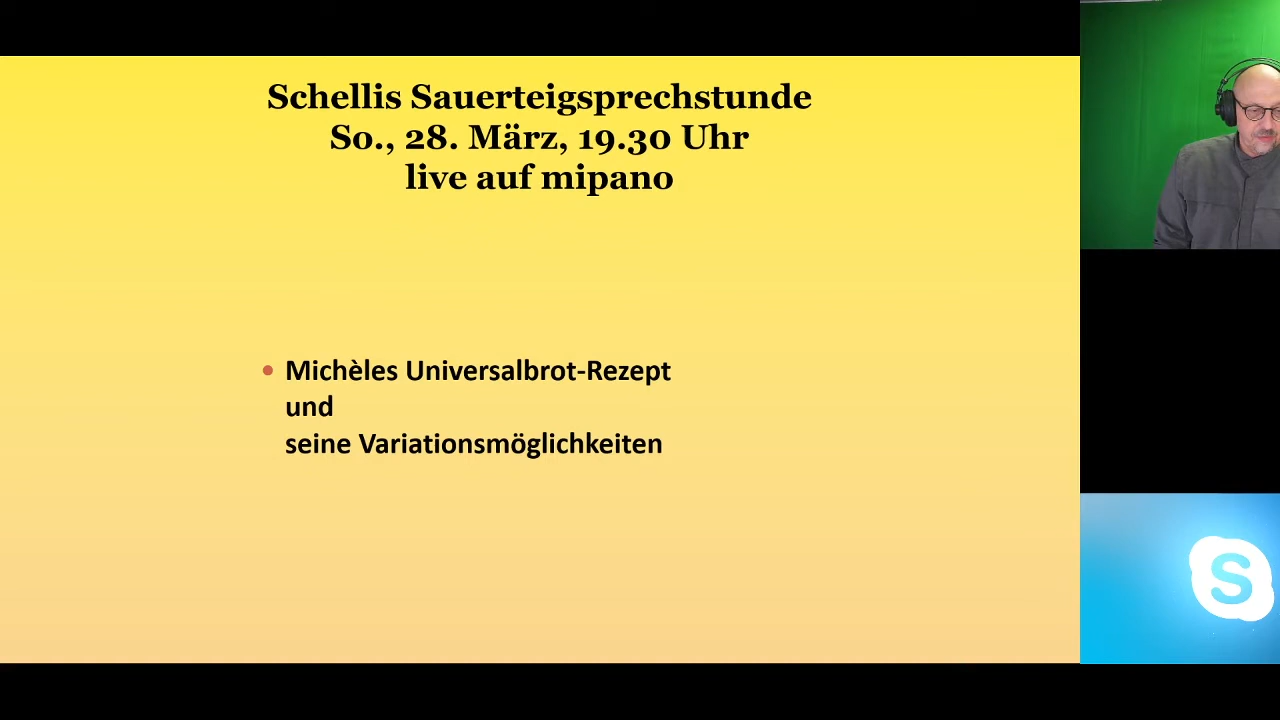 Schellis Sauerteigsprechstunde
So., 28. März, 19.30 Uhr
live auf mipano
• Michèles Universalbrot-Rezept
und
seine Variationsmöglichkeiten
S